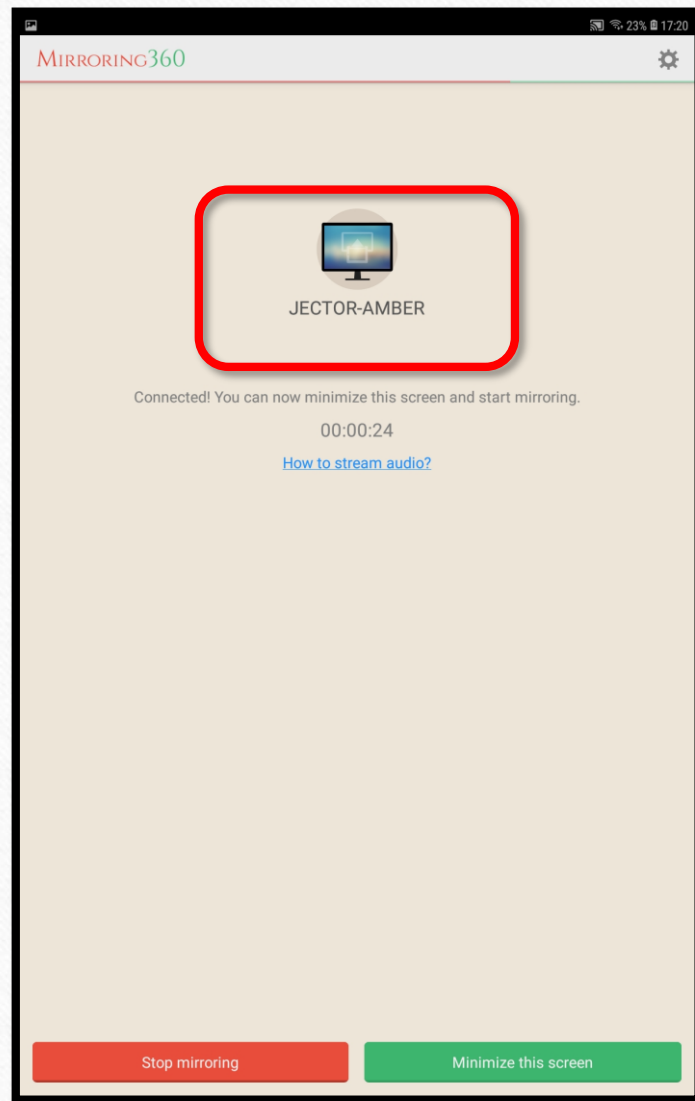 23% 17:20
MIRRORING360
JECTOR-AMBER
Connected! You can now minimize this screen and start mirroring.
00:00:24
How to stream audio?
Stop mirroring
Minimize this screen